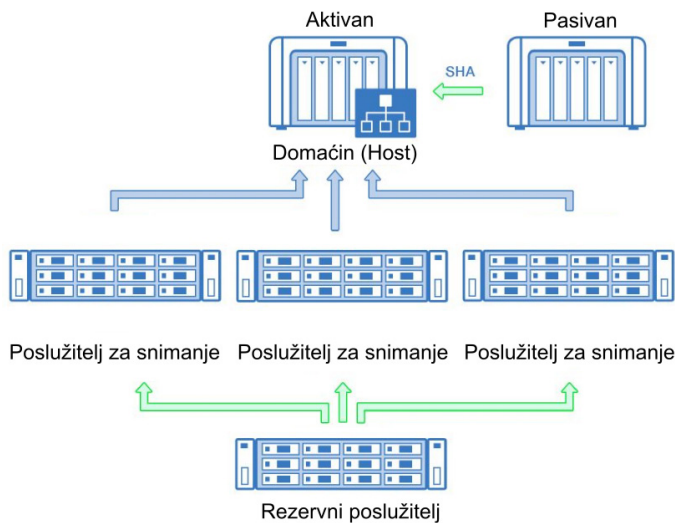 Aktivan
Pasivan
SHA
Domaćin (Host)
Poslužitelj za snimanje
Poslužitelj za snimanje
Poslužitelj za snimanje
Rezervni poslužitelj